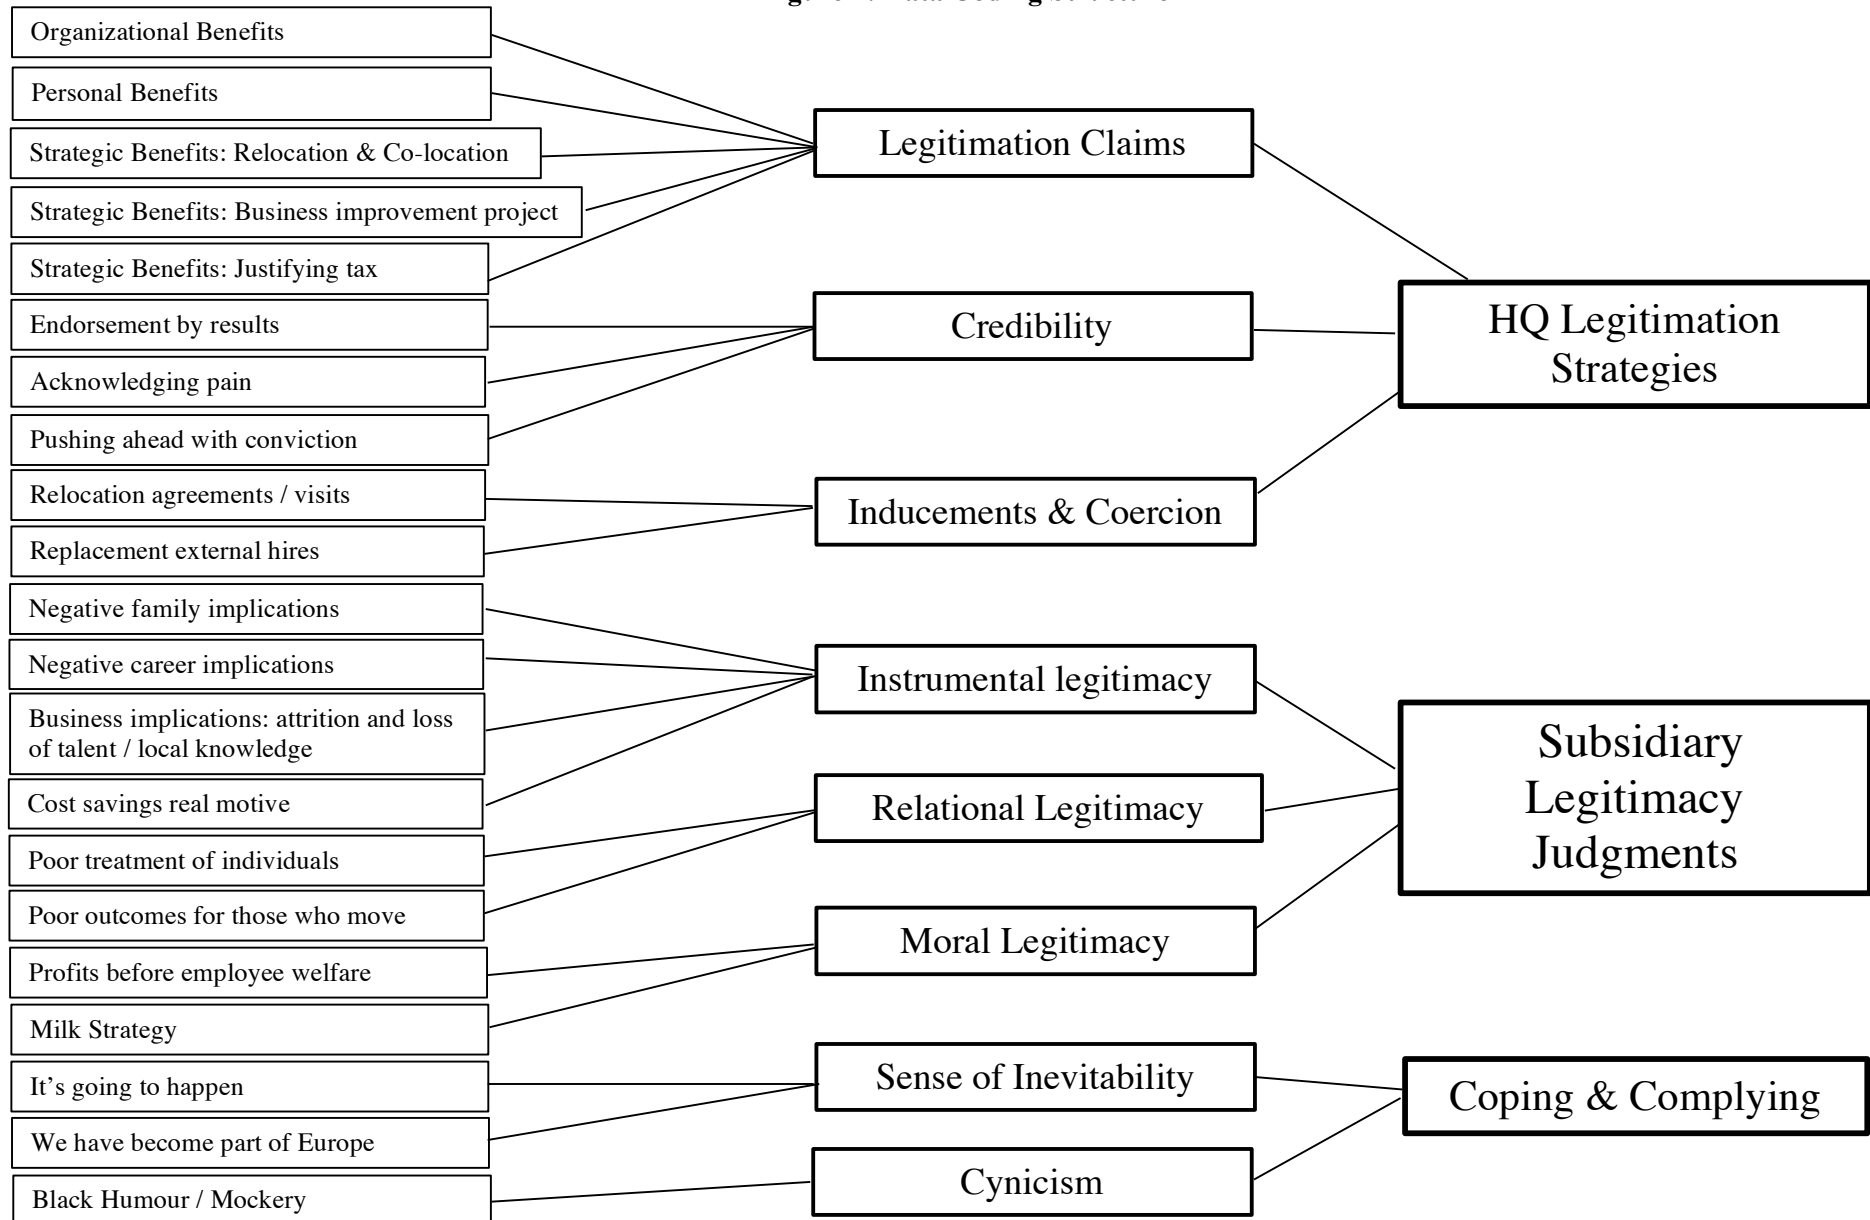 Organizational Benefits
Personal Benefits
Strategic Benefits: Relocation & Co-location
Strategic Benefits: Business improvement project
Strategic Benefits: Justifying tax
Endorsement by results
Acknowledging pain
Pushing ahead with conviction
Relocation agreements / visits
Replacement external hires
Negative family implications
Negative career implications
Business implications: attrition and loss
of talent / local knowledge
Cost savings real motive
Poor treatment of individuals
Poor outcomes for those who move
Profits before employee welfare
Milk Strategy
It’s going to happen
We have become part of Europe
Black Humour / Mockery
Legitimation Claims
Credibility
Inducements & Coercion
Instrumental legitimacy
Relational Legitimacy
Moral Legitimacy
Sense of Inevitability
Cynicism
HQ Legitimation
Strategies
Subsidiary
Legitimacy
Judgments
Coping & Complying